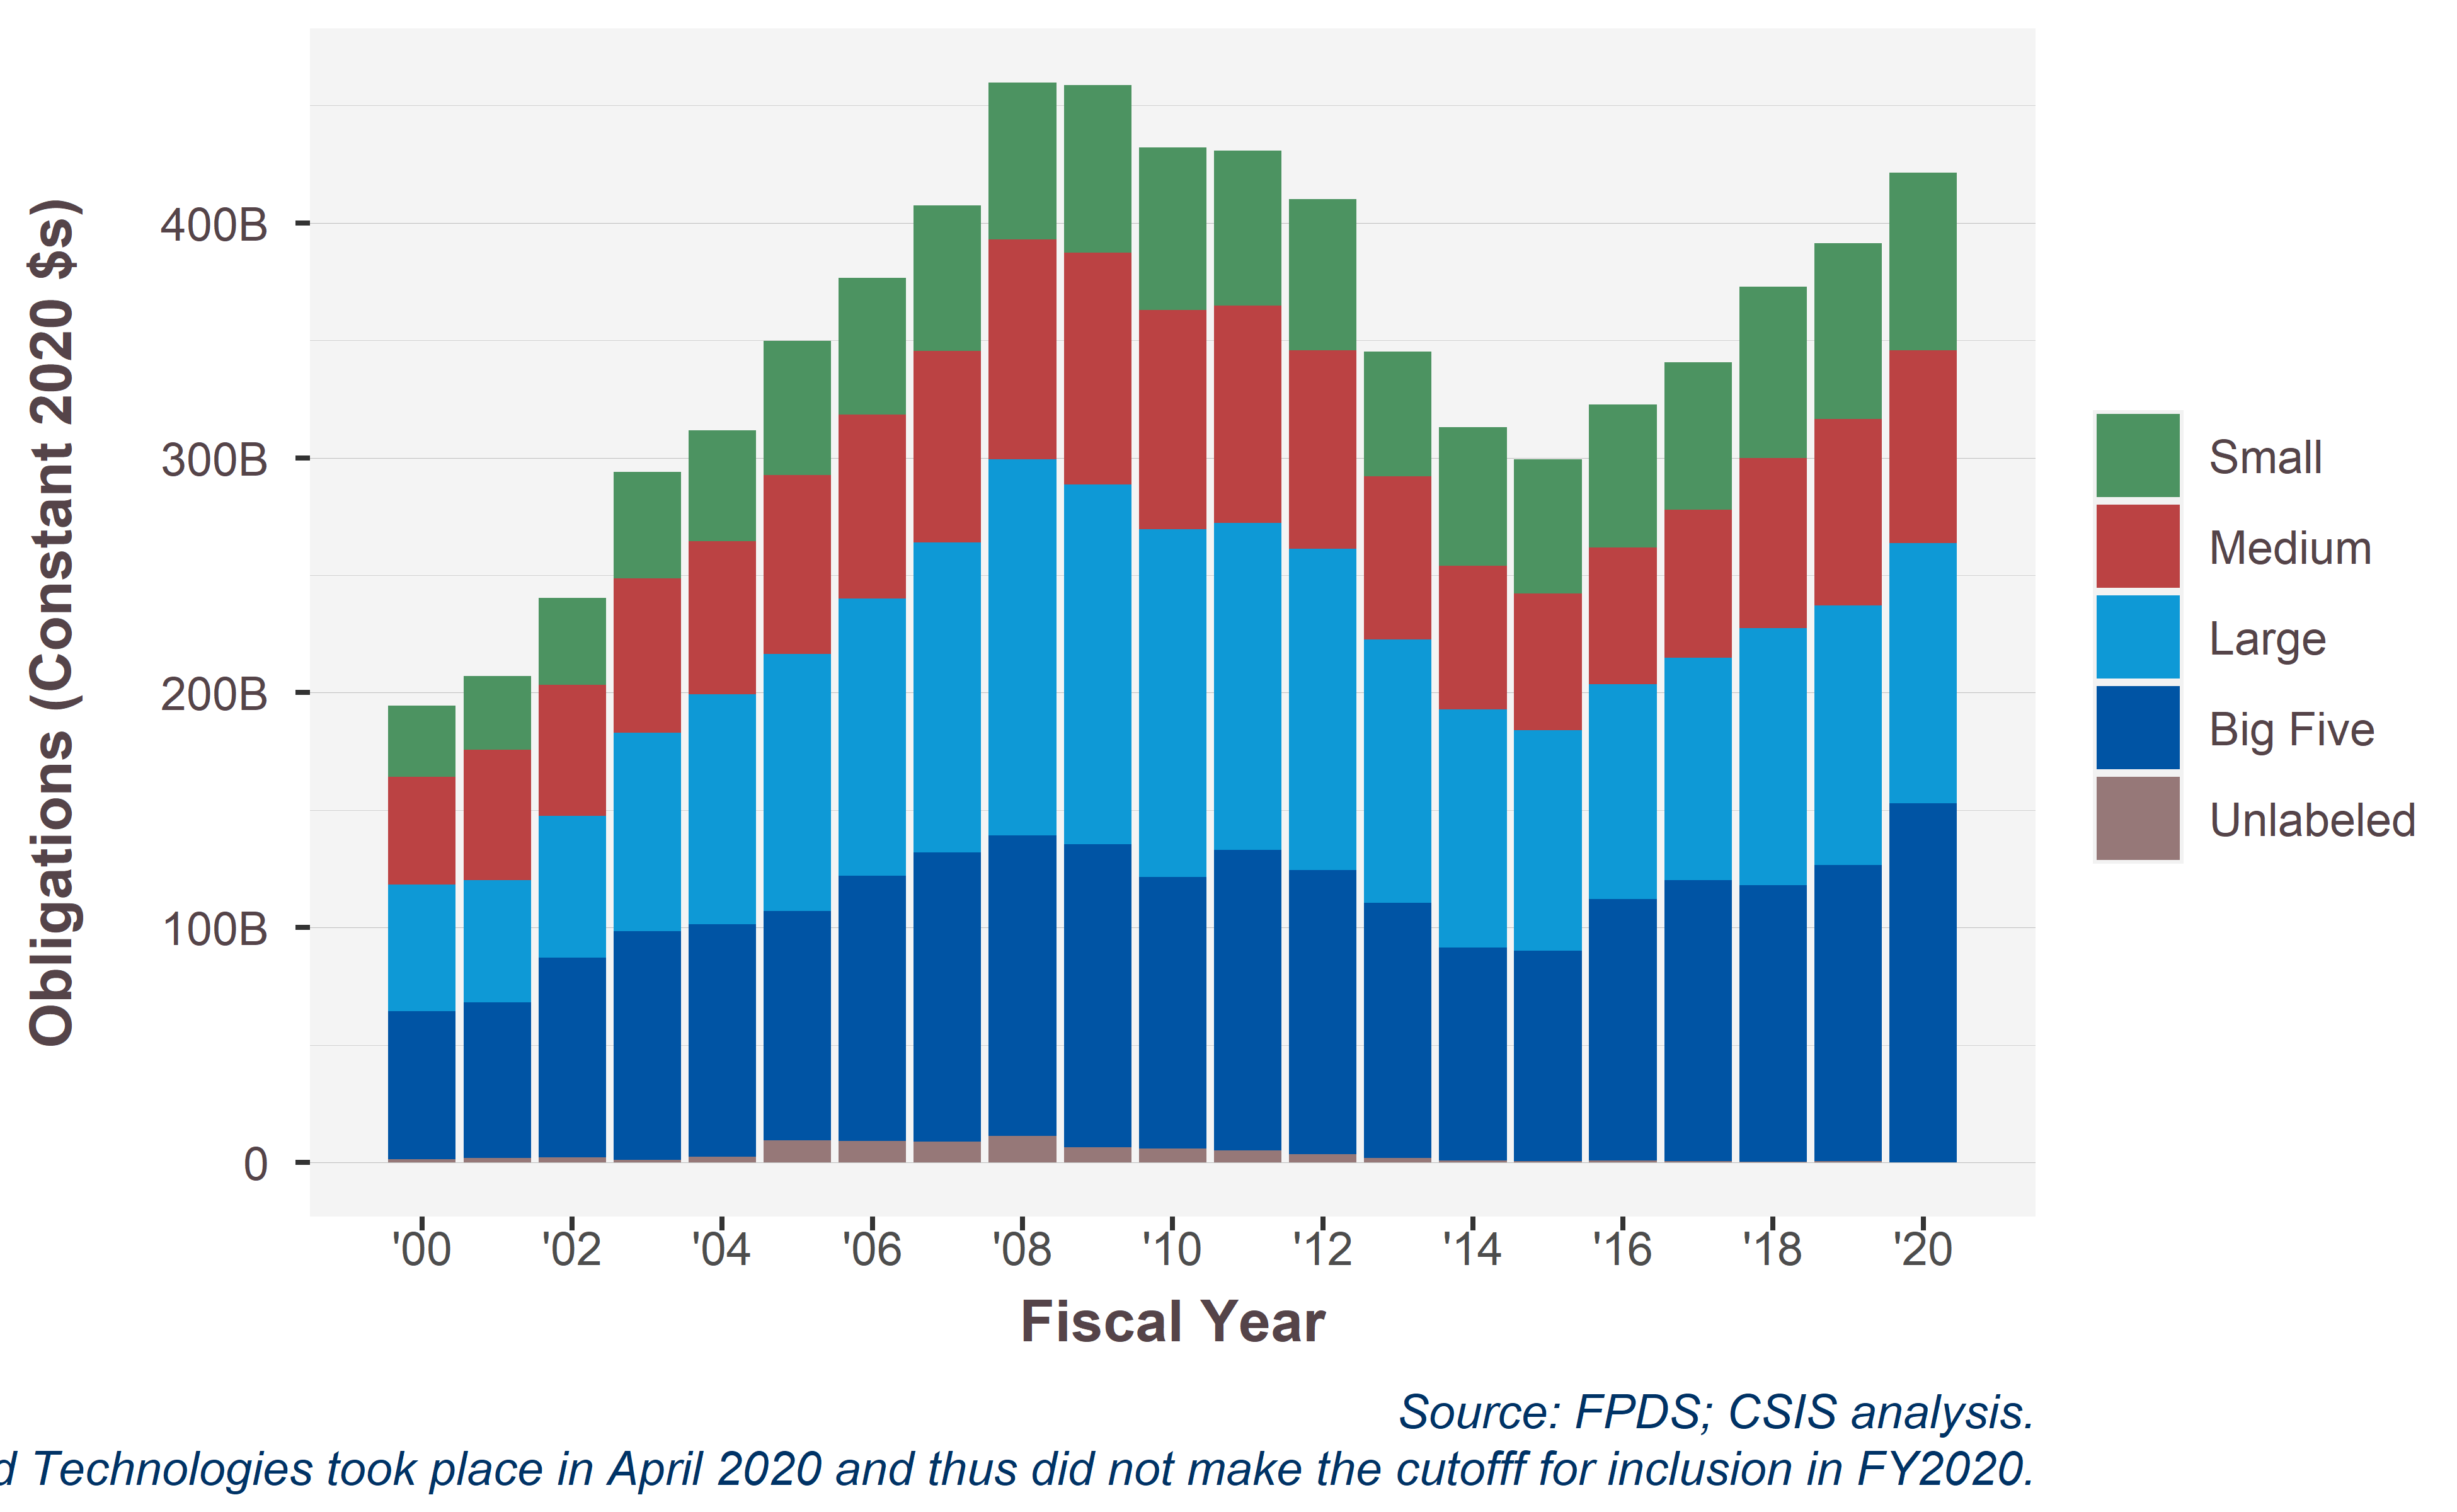 Obligations (Constant 2020 $s)
400B
300B
200B
100B
0
'00 '02 '04 '06 '08 '10 '12 '14 '16 '18 '20
Fiscal Year
Small
Medium
Large
Big Five
Unlabeled
Source: FPDS; CSIS analysis.
Technologies took place in April 2020 and thus did not make the cutofff for inclusion in FY2020.